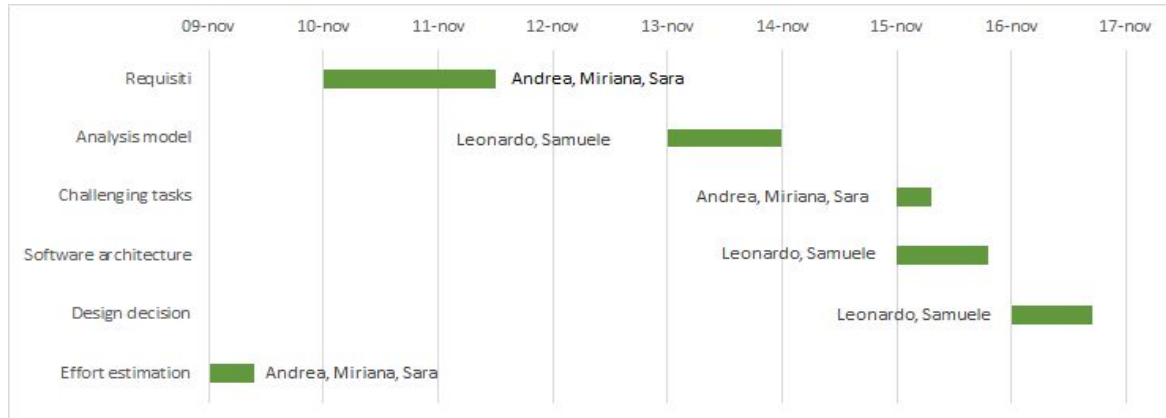 09-nov 10-nov 11-nov 12-nov 13-nov 14-nov 15-nov 16-nov 17-nov
Requisiti Andrea, Miriana, Sara
Analysis model Leonardo, Samuele
Challenging tasks Andrea, Miriana, Sara
Software architecture Leonardo, Samuele
Design decision Leonardo, Samuele
Effort estimation Andrea, Miriana, Sara